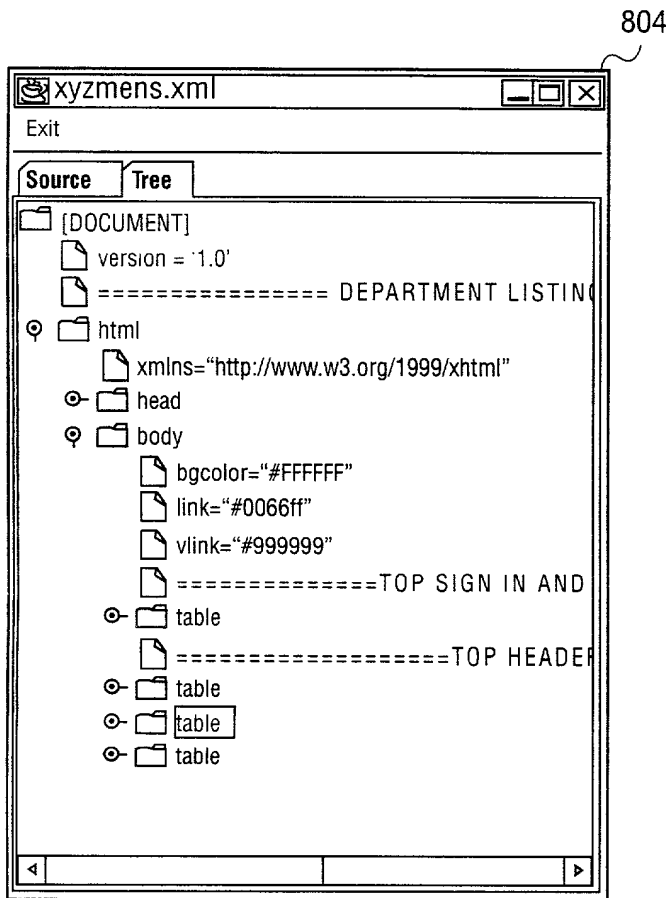 804
xyzmens.xml
Exit
Source Tree
[DOCUMENT]
version = '1.0'
================ DEPARTMENT LISTING
html
xmlns="http://www.w3.org/1999/xhtml"
head
body
bgcolor="#FFFFFF"
link="#0066ff"
vlink="#999999"
==============TOP SIGN IN AND
table
===================TOP HEADER
table
table
table